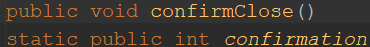 public void confirmClose()
static public int confirmation